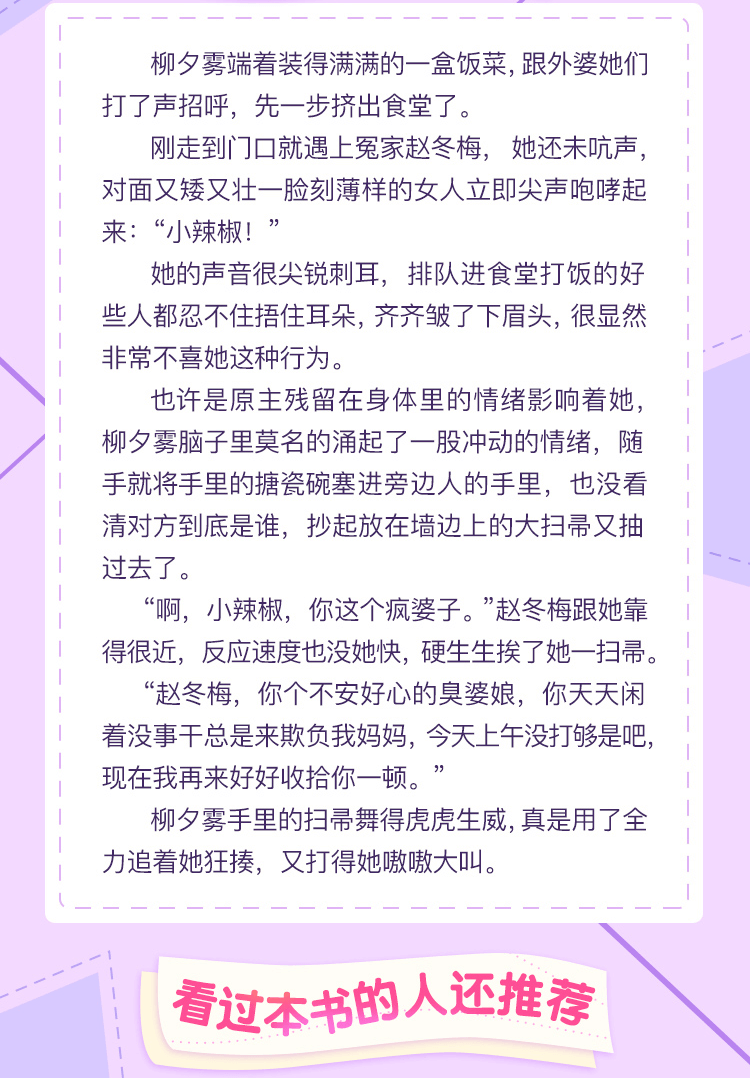 柳夕雾端着装得满满的一盒饭菜,跟外婆她们
打了声招呼，先一步挤出食堂了。
刚走到门口就遇上冤家赵冬梅，她还未吭声,
对面又矮又壮一脸刻薄样的女人立即尖声咆哮起
来：“小辣椒！”
她的声音很尖锐刺耳，排队进食堂打饭的好
些人都忍不住捂住耳朵,齐齐皱了下眉头,很显然
非常不喜她这种行为。
也许是原主残留在身体里的情绪影响着她,
柳夕雾脑子里莫名的涌起了一股冲动的情绪，随
手就将手里的搪瓷碗塞进旁边人的手里，也没看
清对方到底是谁，抄起放在墙边上的大扫帚又抽
过去了。
“啊，小辣椒，你这个疯婆子。”赵冬梅跟她靠
得很近，反应速度也没她快,硬生生挨了她一扫帚。
“赵冬梅，你个不安好心的臭婆娘，你天天闲
着没事干总是来欺负我妈妈,今天上午没打够是吧,
现在我再来好好收拾你一顿。”
柳夕雾手里的扫帚舞得虎虎生威,真是用了全
力追着她狂揍，又打得她嗷嗷大叫。
看过本书的人还推荐